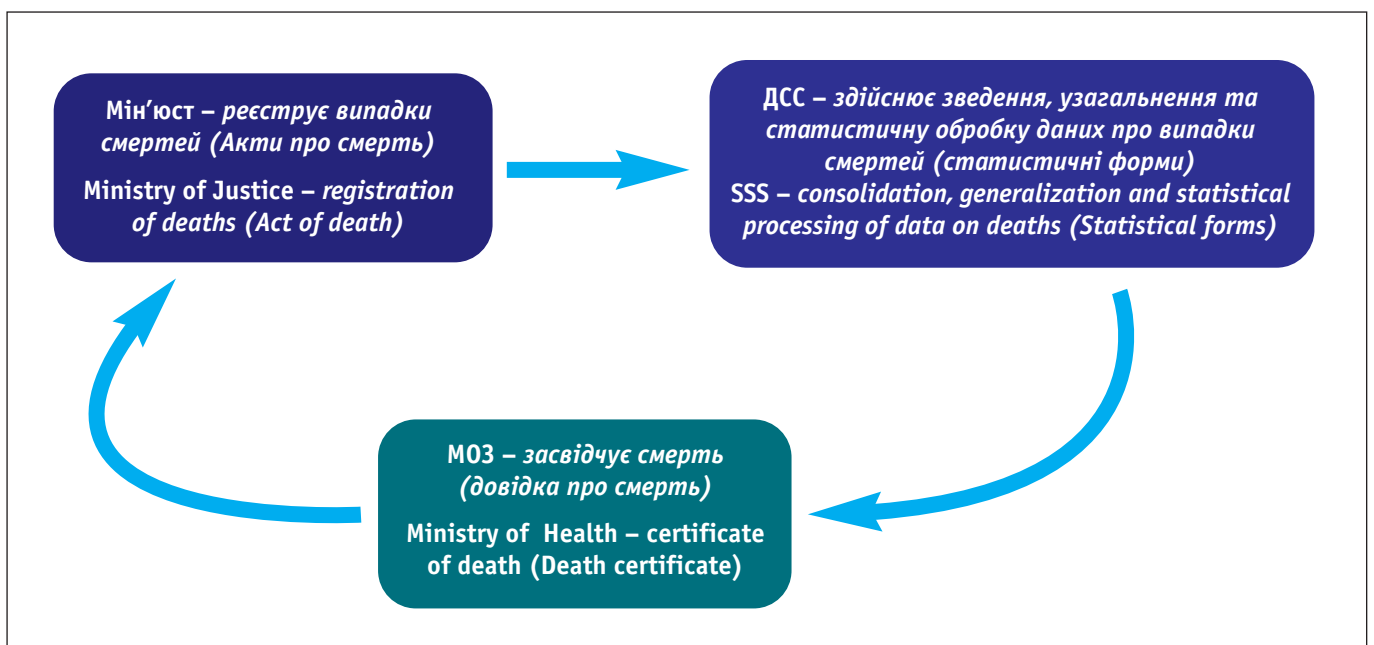 Мін’юст – реєструє випадки
смертей (Акти про смерть)
Ministry of Justice – registration
of deaths (Act of death)
ДСС – здійснює зведення, узагальнення та
статистичну обробку даних про випадки
смертей (статистичні форми)
SSS – consolidation, generalization and statistical
processing of data on deaths (Statistical forms)
МОЗ – засвідчує смерть
(довідка про смерть)
Ministry of Health – certificate
of death (Death certificate)